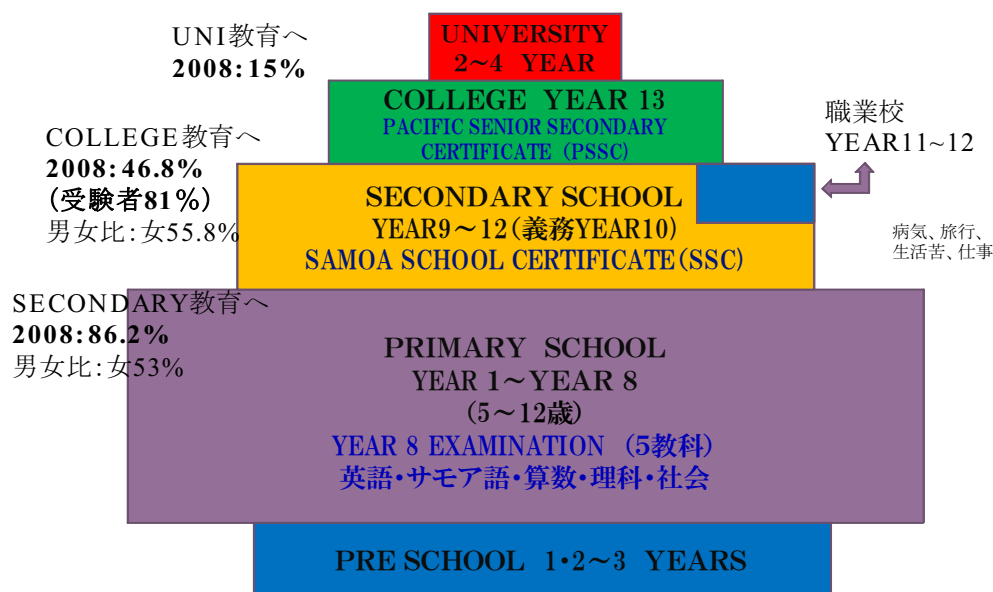 UNI教育へ
2008:15%
UNIVERSITY
2~4 YEAR
COLLEGE YEAR 13
PACIFIC SENIOR SECONDARY
CERTIFICATE (PSSC)
職業校
YEAR11~12
COLLEGE教育へ
2008:46.8%
(受験者81%)
男女比:女55.8%
SECONDARY SCHOOL
YEAR9~12(義務YEAR10)
SAMOA SCHOOL CERTIFICATE(SSC)
病気、旅行、
生活苦、仕事
SECONDARY教育へ
2008:86.2%
男女比:女53%
PRIMARY SCHOOL
YEAR 1~YEAR 8
(5~12歳)
YEAR 8 EXAMINATION (5教科)
英語・サモア語・算数・理科・社会
PRE SCHOOL 1・2~3 YEARS